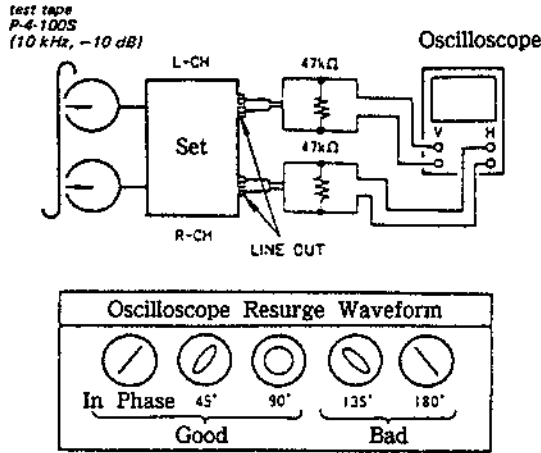 test tape
P-4-100S
(10 kHz, −10 dB)
L-CH
47kΩ
Oscilloscope
Set
V H
47kΩ
R-CH
LINE OUT
Oscilloscope Resurge Waveform
In Phase 45° 90° 135° 180°
Good Bad